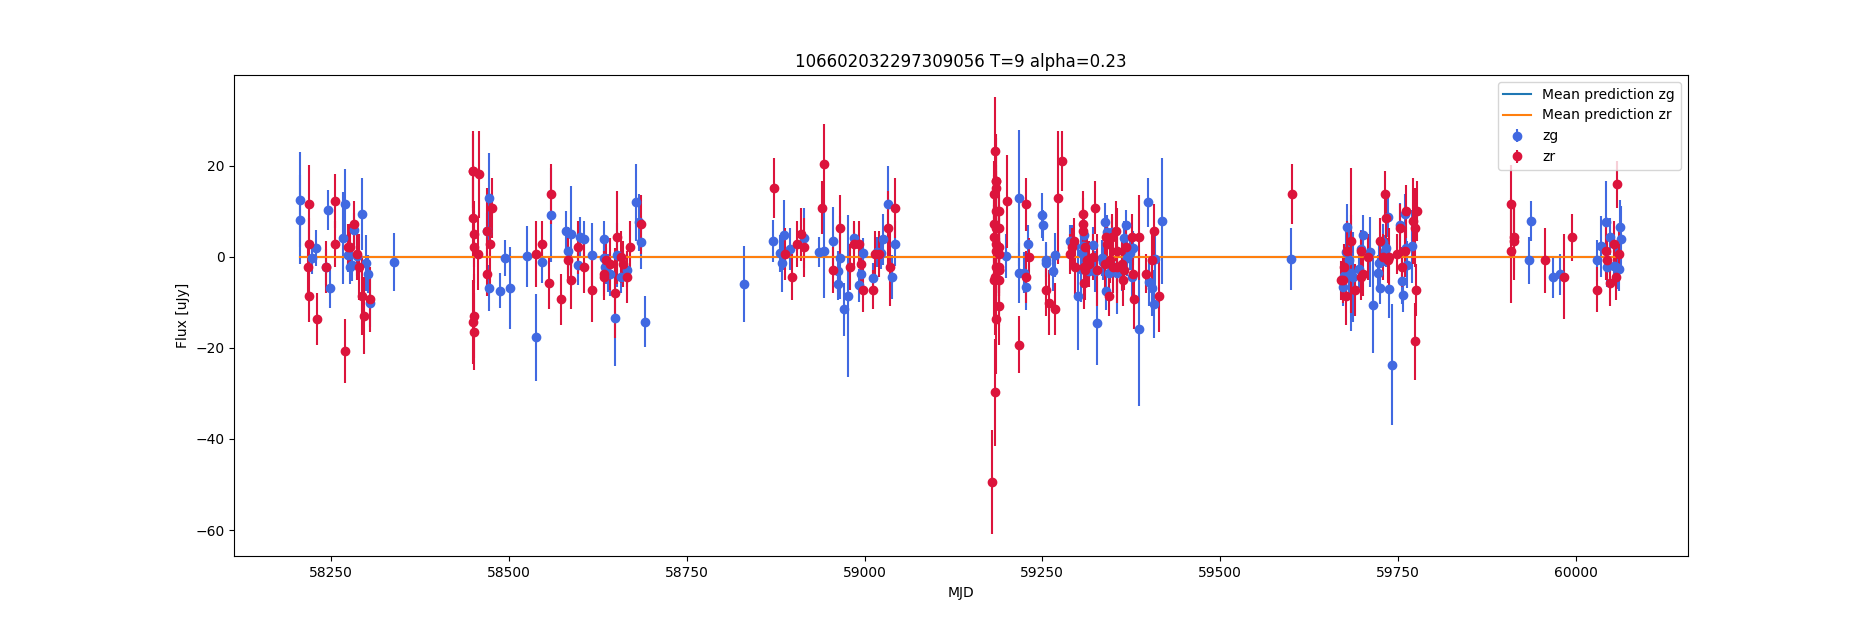 106602032297309056 T=9 alpha=0.23
Mean prediction zg
Mean prediction zr
zg
zr
Flux [uJy]
20
0
−20
−40
−60
58250 58500 58750 59000 59250 59500 59750 60000
MJD